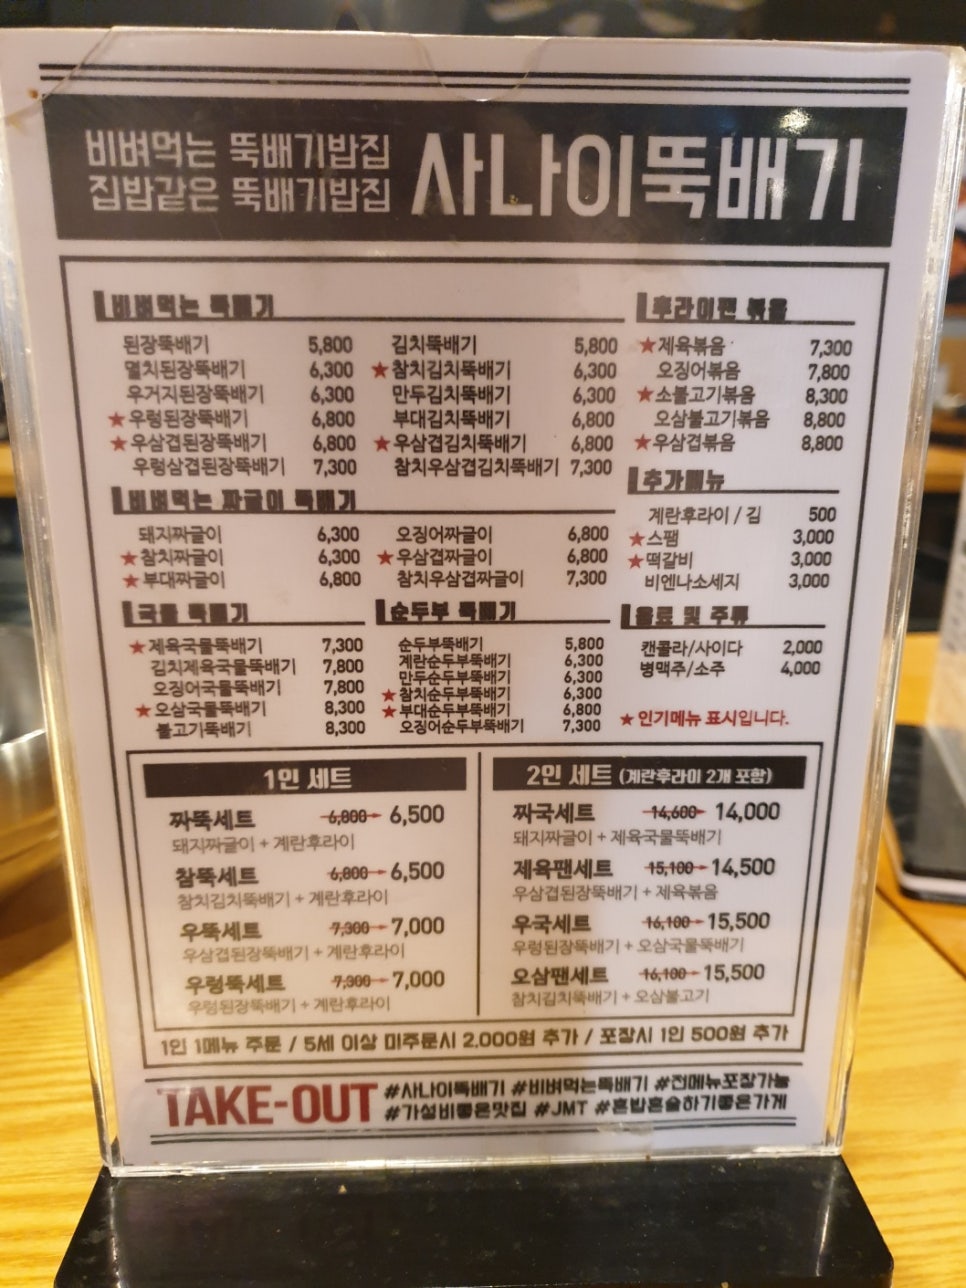 비벼먹는 뚝배기밥집
집밥같은 뚝배기밥집
사나이뚝배기
비벼먹는 뚝배기
된장뚝배기 5,800
멸치된장뚝배기 6,300
우거지된장뚝배기 6,300
★우렁된장뚝배기 6,800
★우삼겹된장뚝배기 6,800
우렁삼겹된장뚝배기 7,300
김치뚝배기 5,800
★참치김치뚝배기 6,300
만두김치뚝배기 6,300
부대김치뚝배기 6,800
★우삼겹김치뚝배기 6,800
참치우삼겹김치뚝배기 7,300
비벼먹는 짜글이 뚝배기
돼지짜글이 6,300
★참치짜글이 6,300
★부대짜글이 6,800
오징어짜글이 6,800
★우삼겹짜글이 6,800
참치우삼겹짜글이 7,300
국물 뚝배기
★제육국물뚝배기 7,300
김치제육국물뚝배기 7,800
오징어국물뚝배기 7,800
★오삼국물뚝배기 8,300
불고기뚝배기 8,300
순두부 뚝배기
순두부뚝배기 5,800
계란순두부뚝배기 6,300
만두순두부뚝배기 6,300
★참치순두부뚝배기 6,300
★부대순두부뚝배기 6,800
오징어순두부뚝배기 7,300
후라이팬 볶음
★제육볶음 7,300
오징어볶음 7,800
★소불고기볶음 8,300
오삼불고기볶음 8,800
★우삼겹볶음 8,800
추가메뉴
계란후라이 / 김 500
★스팸 3,000
★떡갈비 3,000
비엔나소세지 3,000
음료 및 주류
캔콜라/사이다 2,000
병맥주/소주 4,000
★인기메뉴 표시입니다.
1인 세트
짜뚝세트 6,800→6,500
돼지짜글이 + 계란후라이
참뚝세트 6,800→6,500
참치김치뚝배기 + 계란후라이
우뚝세트 7,300→7,000
우삼겹된장뚝배기 + 계란후라이
우렁뚝세트 7,300→7,000
우렁된장뚝배기 + 계란후라이
2인 세트 (계란후라이 2개 포함)
짜국세트 14,600→14,000
돼지짜글이 + 제육국물뚝배기
제육팬세트 15,100→14,500
우삼겹된장뚝배기 + 제육볶음
우국세트 16,100→15,500
우렁된장뚝배기 + 오삼국물뚝배기
오삼팬세트 16,100→15,500
참치김치뚝배기 + 오삼불고기
1인 1메뉴 주문 / 5세 이상 미주문시 2,000원 추가 / 포장시 1인 500원 추가
TAKE-OUT
#사나이뚝배기 #비벼먹는뚝배기 #전메뉴포장가능
#가성비좋은맛집 #JMT #혼밥혼술하기좋은가게